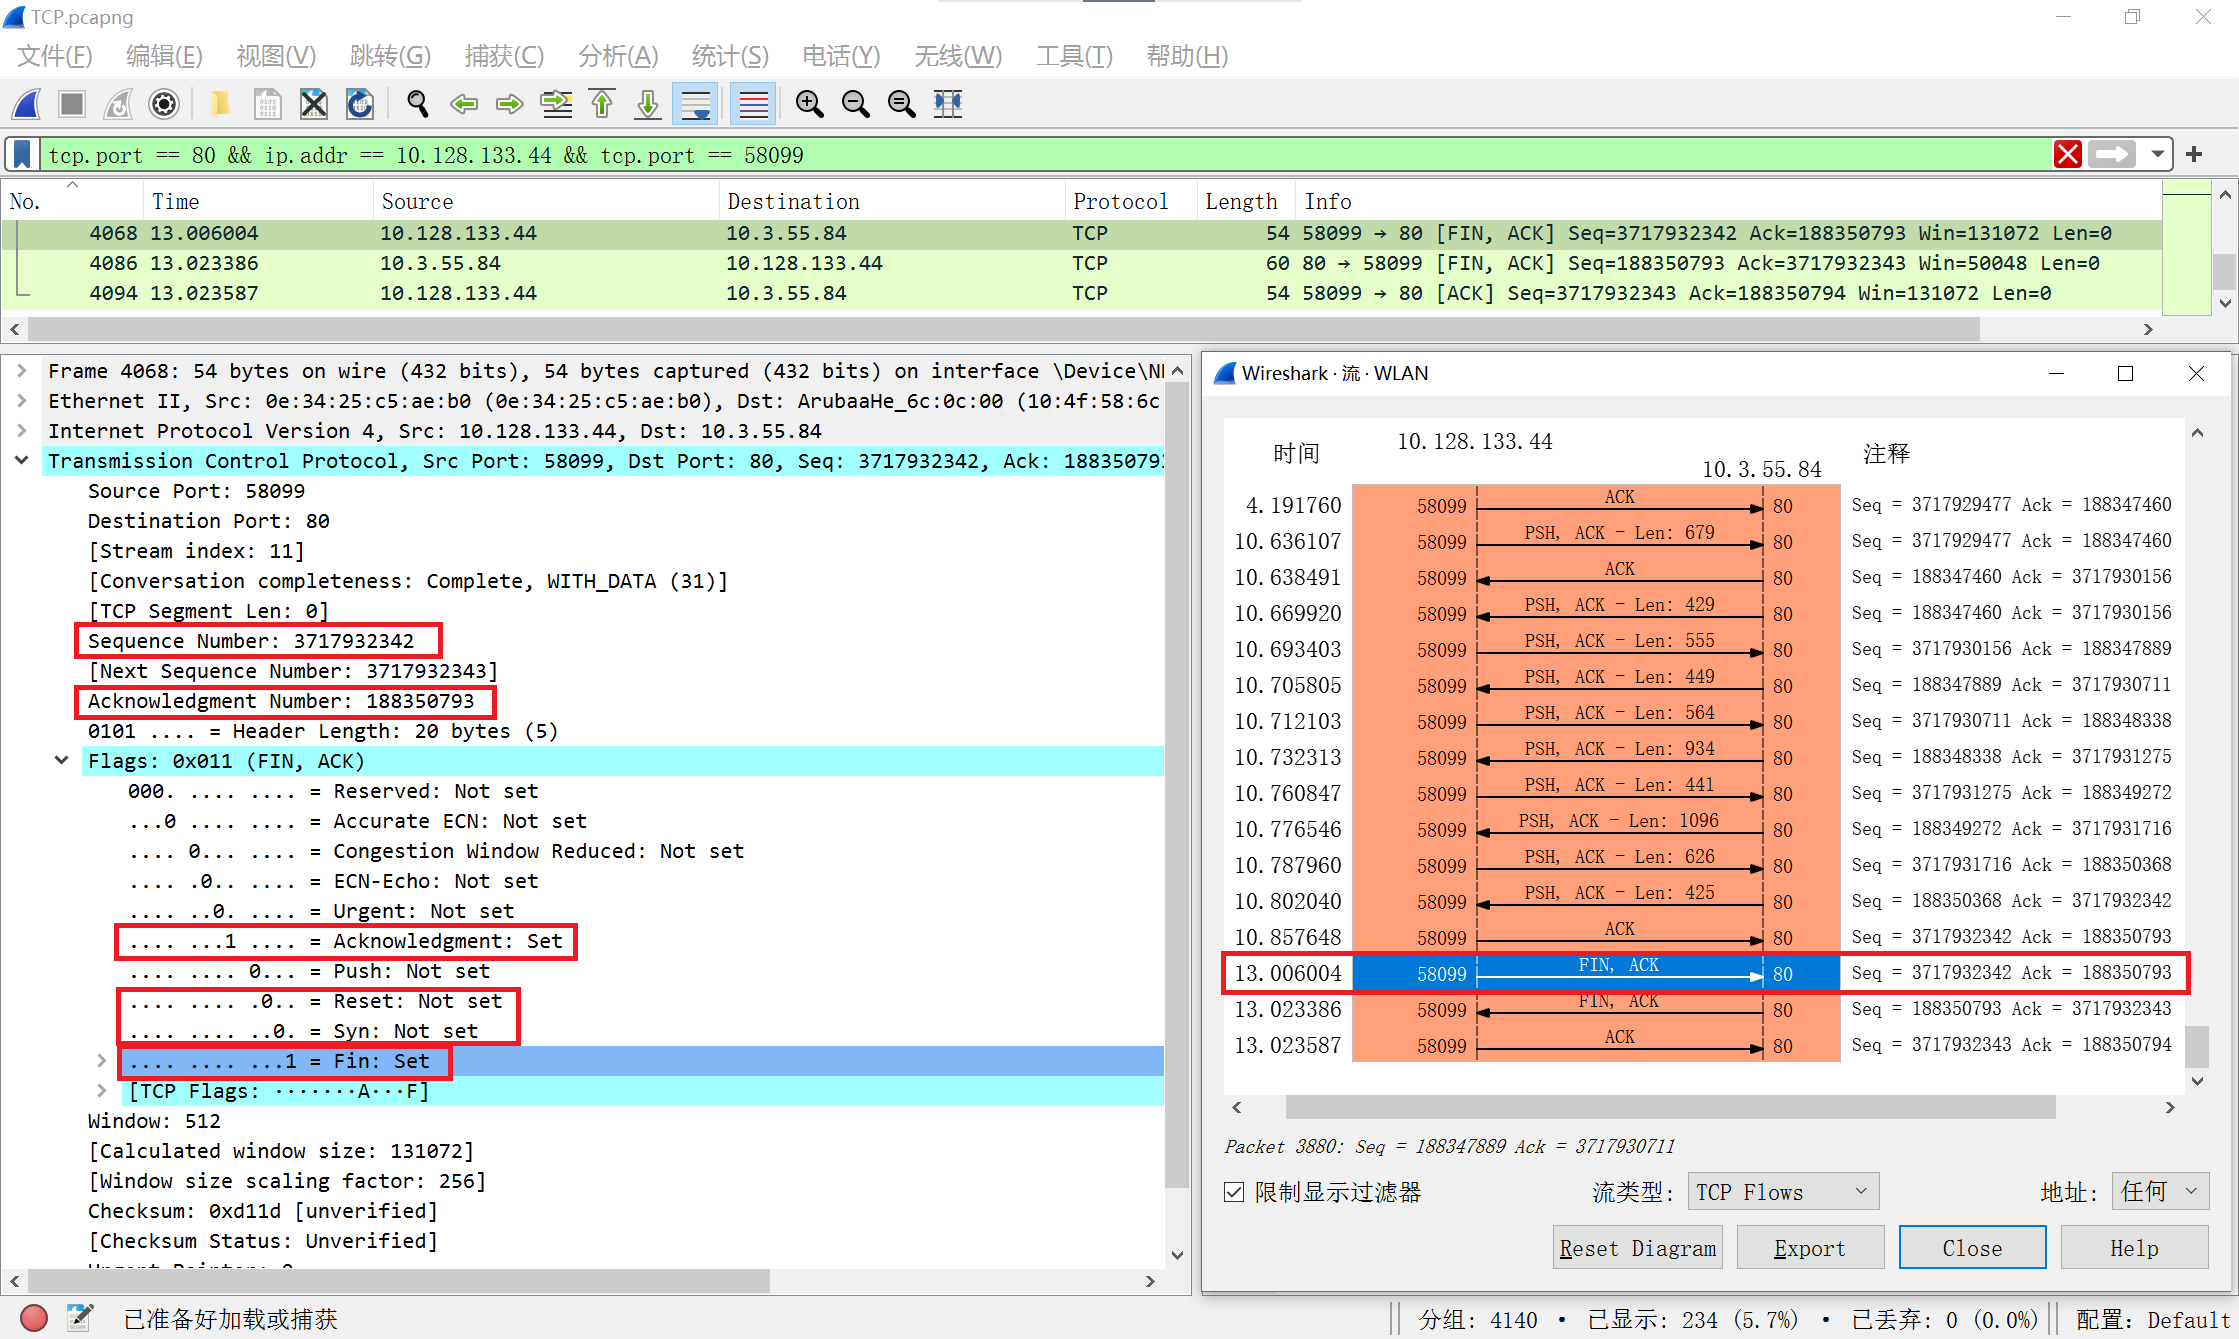 TCP.pcapng
文件(F) 编辑(E) 视图(V) 跳转(G) 捕获(C) 分析(A) 统计(S) 电话(Y) 无线(W) 工具(T) 帮助(H)
tcp.port == 80 && ip.addr == 10.128.133.44 && tcp.port == 58099
No. Time Source Destination Protocol Length Info
4068 13.006004 10.128.133.44 10.3.55.84 TCP 54 58099 → 80 [FIN, ACK] Seq=3717932342 Ack=188350793 Win=131072 Len=0
4086 13.023386 10.3.55.84 10.128.133.44 TCP 60 80 → 58099 [FIN, ACK] Seq=188350793 Ack=3717932343 Win=50048 Len=0
4094 13.023587 10.128.133.44 10.3.55.84 TCP 54 58099 → 80 [ACK] Seq=3717932343 Ack=188350794 Win=131072 Len=0
Frame 4068: 54 bytes on wire (432 bits), 54 bytes captured (432 bits) on interface \Device\N
Ethernet II, Src: 0e:34:25:c5:ae:b0 (0e:34:25:c5:ae:b0), Dst: ArubaaHe_6c:0c:00 (10:4f:58:6c
Internet Protocol Version 4, Src: 10.128.133.44, Dst: 10.3.55.84
Transmission Control Protocol, Src Port: 58099, Dst Port: 80, Seq: 3717932342, Ack: 188350793
Source Port: 58099
Destination Port: 80
[Stream index: 11]
[Conversation completeness: Complete, WITH_DATA (31)]
[TCP Segment Len: 0]
Sequence Number: 3717932342
[Next Sequence Number: 3717932343]
Acknowledgment Number: 188350793
0101 .... = Header Length: 20 bytes (5)
Flags: 0x011 (FIN, ACK)
000. .... .... = Reserved: Not set
...0 .... .... = Accurate ECN: Not set
.... 0... .... = Congestion Window Reduced: Not set
.... .0.. .... = ECN-Echo: Not set
.... ..0. .... = Urgent: Not set
.... ...1 .... = Acknowledgment: Set
.... .... 0... = Push: Not set
.... .... .0.. = Reset: Not set
.... .... ..0. = Syn: Not set
.... .... ...1 = Fin: Set
[TCP Flags: ·······A···F]
Window: 512
[Calculated window size: 131072]
[Window size scaling factor: 256]
Checksum: 0xd11d [unverified]
[Checksum Status: Unverified]
Urgent Pointer: 0
Wireshark · 流 · WLAN
时间 10.128.133.44 10.3.55.84 注释
4.191760 58099 ACK 80 Seq = 3717929477 Ack = 188347460
10.636107 58099 PSH, ACK - Len: 679 80 Seq = 3717929477 Ack = 188347460
10.638491 58099 ACK 80 Seq = 188347460 Ack = 3717930156
10.669920 58099 PSH, ACK - Len: 429 80 Seq = 188347460 Ack = 3717930156
10.693403 58099 PSH, ACK - Len: 555 80 Seq = 3717930156 Ack = 188347889
10.705805 58099 PSH, ACK - Len: 449 80 Seq = 188347889 Ack = 3717930711
10.712103 58099 PSH, ACK - Len: 564 80 Seq = 3717930711 Ack = 188348338
10.732313 58099 PSH, ACK - Len: 934 80 Seq = 188348338 Ack = 3717931275
10.760847 58099 PSH, ACK - Len: 441 80 Seq = 3717931275 Ack = 188349272
10.776546 58099 PSH, ACK - Len: 1096 80 Seq = 188349272 Ack = 3717931716
10.787960 58099 PSH, ACK - Len: 626 80 Seq = 3717931716 Ack = 188350368
10.802040 58099 PSH, ACK - Len: 425 80 Seq = 188350368 Ack = 3717932342
10.857648 58099 ACK 80 Seq = 3717932342 Ack = 188350793
13.006004 58099 FIN, ACK 80 Seq = 3717932342 Ack = 188350793
13.023386 58099 FIN, ACK 80 Seq = 188350793 Ack = 3717932343
13.023587 58099 ACK 80 Seq = 3717932343 Ack = 188350794
Packet 3880: Seq = 188347889 Ack = 3717930711
限制显示过滤器 流类型: TCP Flows 地址: 任何
Reset Diagram Export Close Help
已准备好加载或捕获 分组: 4140 · 已显示: 234 (5.7%) · 已丢弃: 0 (0.0%) 配置: Default